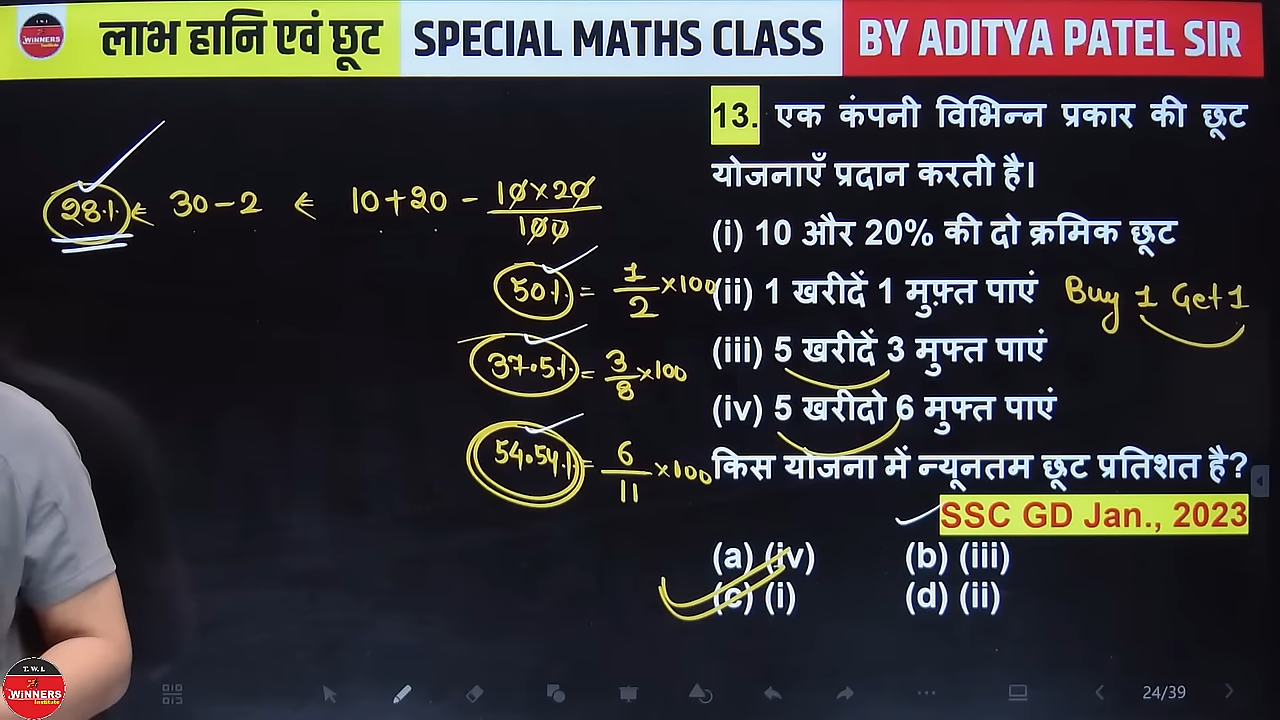 WiNNERS
Institute
लाभ हानि एवं छूट
SPECIAL MATHS CLASS
BY ADITYA PATEL SIR
13. एक कंपनी विभिन्न प्रकार की छूट
योजनाएँ प्रदान करती है।
(i) 10 और 20% की दो क्रमिक छूट
(ii) 1 खरीदें 1 मुफ़्त पाएं
(iii) 5 खरीदें 3 मुफ्त पाएं
(iv) 5 खरीदो 6 मुफ्त पाएं
किस योजना में न्यूनतम छूट प्रतिशत है?
SSC GD Jan., 2023
(a) (iv) (b) (iii)
(c) (i) (d) (ii)
28% ← 30-2 ← 10+20 - 10×20/100
50% = 1/2 ×100
Buy 1 Get 1
37.5% = 3/8 ×100
54.54% = 6/11 ×100
T.W.I.
WiNNERS
Institute
24/39